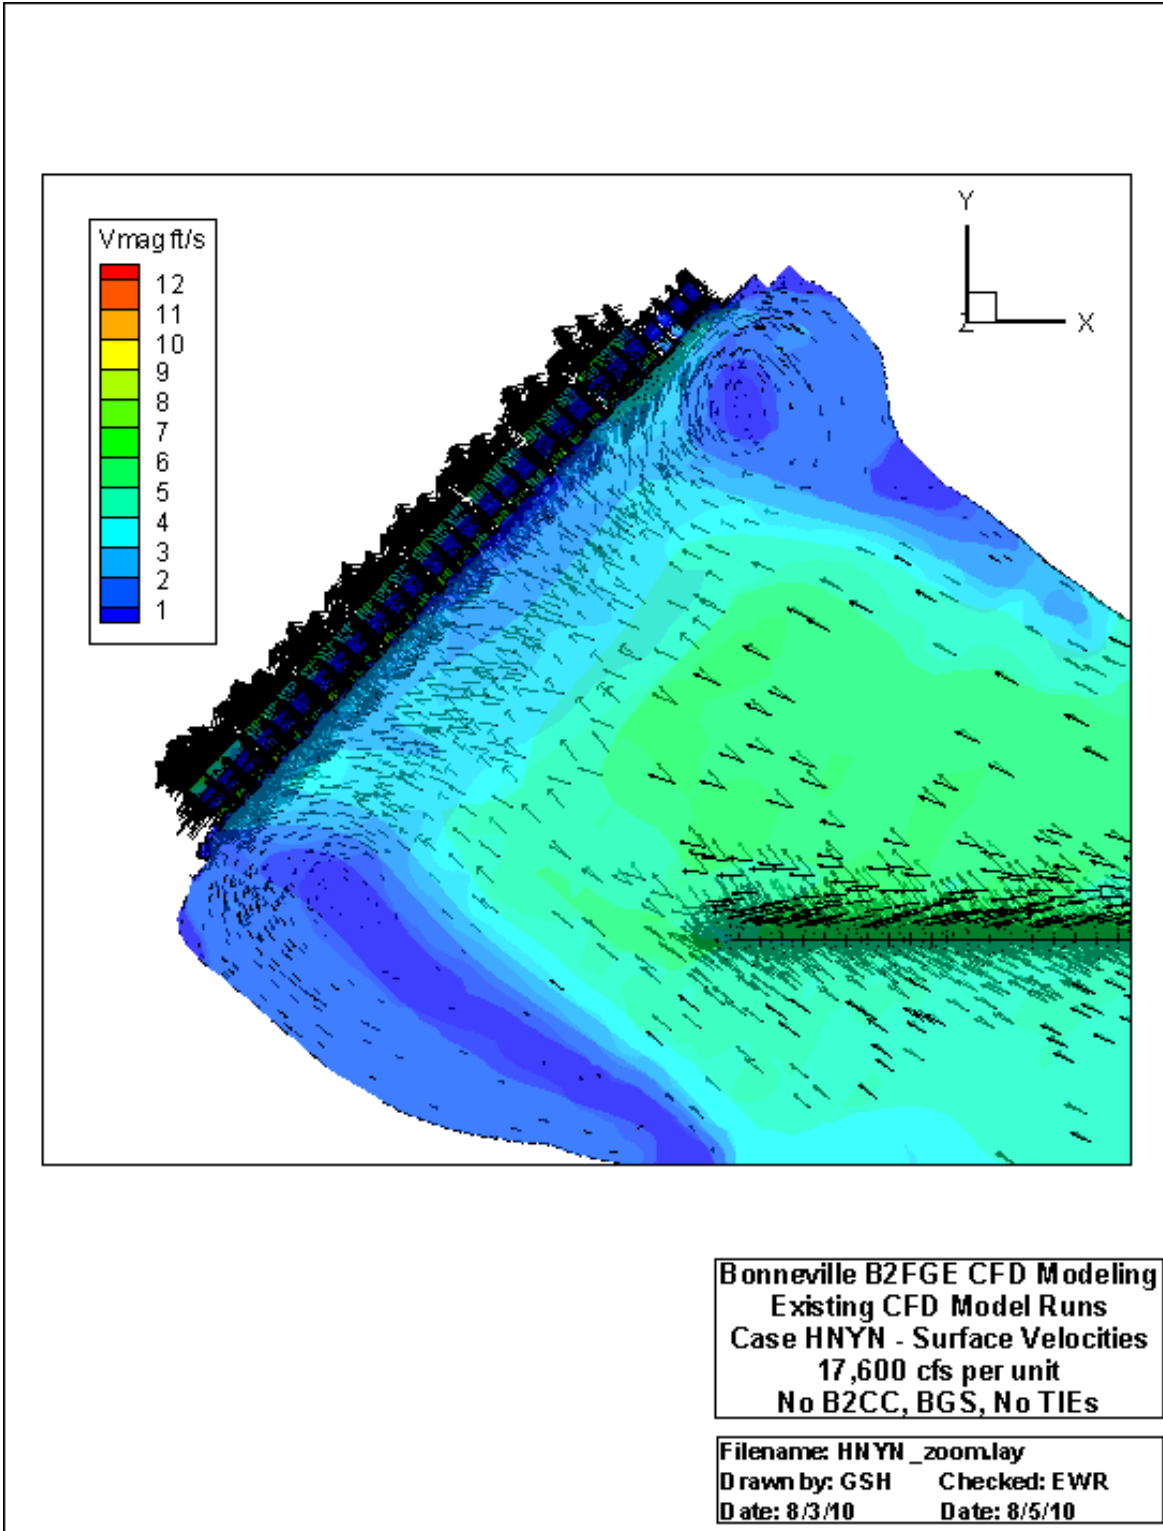 Vmag ft/s
12
11
10
9
8
7
6
5
4
3
2
1
Y
Z
X
Bonneville B2FGE CFD Modeling
Existing CFD Model Runs
Case HNYN - Surface Velocities
17,600 cfs per unit
No B2CC, BGS, No TIEs
Filename: HNYN_zoom.lay
Drawn by: GSH Checked: EWR
Date: 8/3/10 Date: 8/5/10